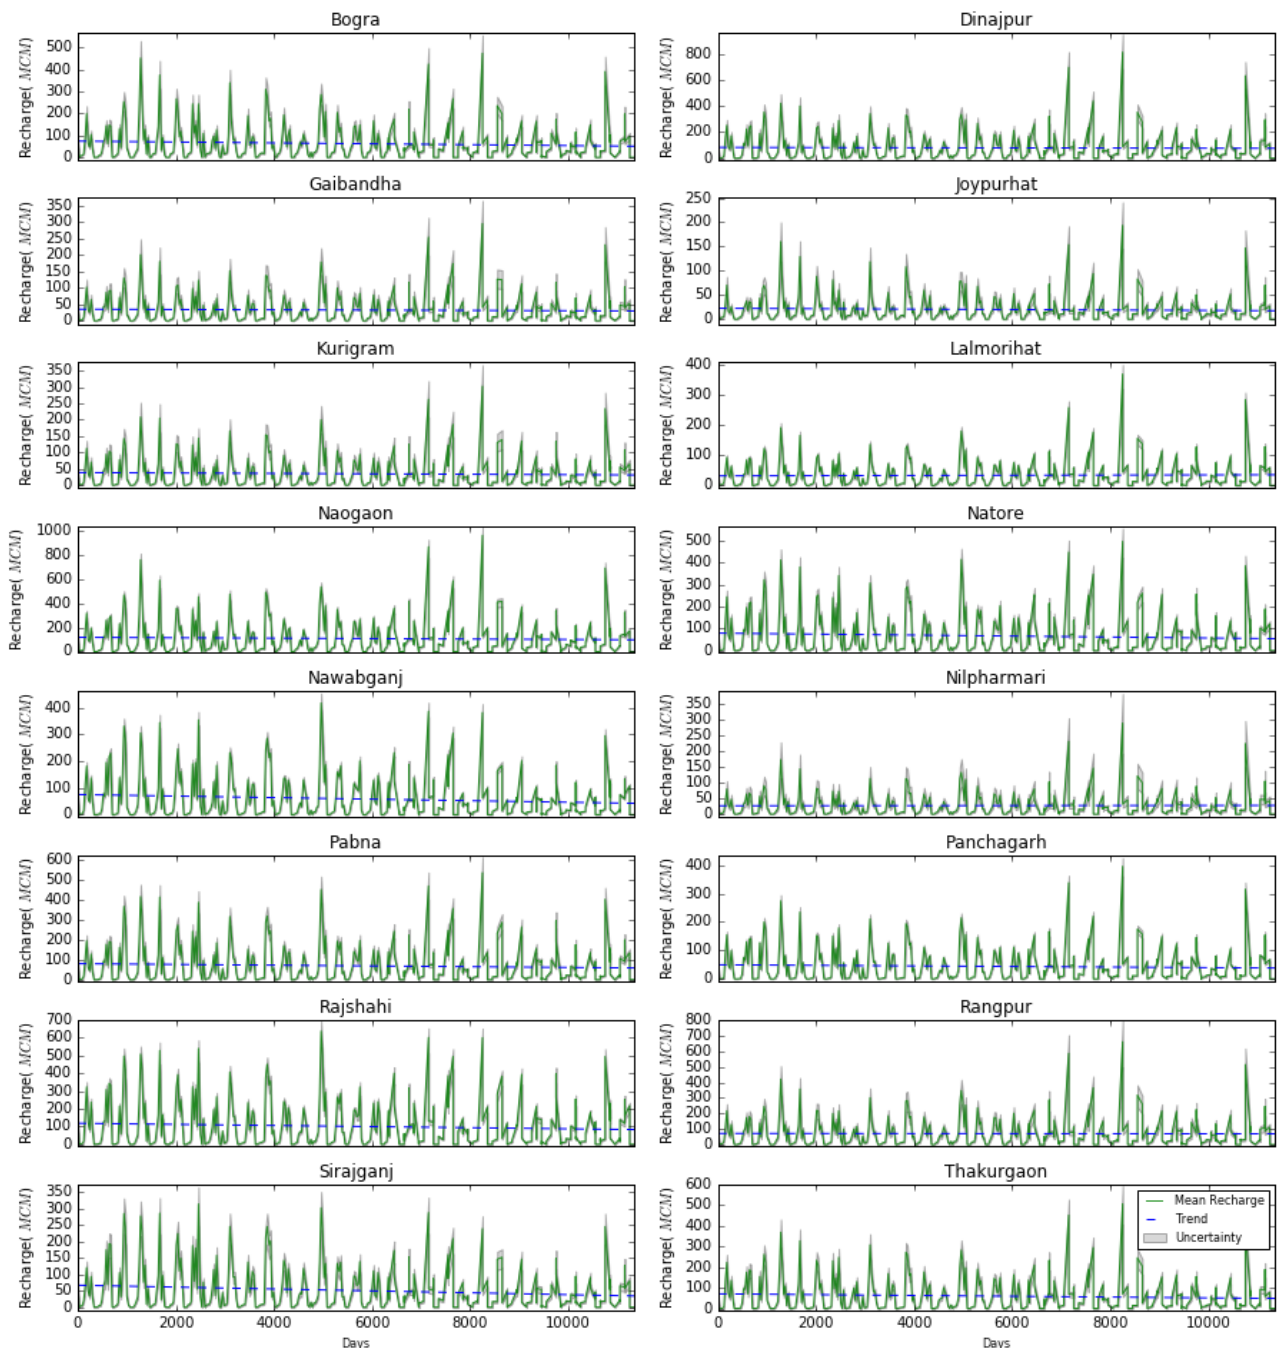 Bogra
Recharge( MCM)
500
400
300
200
100
0
Dinajpur
Recharge( MCM)
800
600
400
200
0
Gaibandha
Recharge( MCM)
350
300
250
200
150
100
50
0
Joypurhat
Recharge( MCM)
250
200
150
100
50
0
Kurigram
Recharge( MCM)
350
300
250
200
150
100
50
0
Lalmorihat
Recharge( MCM)
400
300
200
100
0
Naogaon
Recharge( MCM)
1000
800
600
400
200
0
Natore
Recharge( MCM)
500
400
300
200
100
0
Nawabganj
Recharge( MCM)
400
300
200
100
0
Nilpharmari
Recharge( MCM)
350
300
250
200
150
100
50
0
Pabna
Recharge( MCM)
600
500
400
300
200
100
0
Panchagarh
Recharge( MCM)
400
300
200
100
0
Rajshahi
Recharge( MCM)
700
600
500
400
300
200
100
0
Rangpur
Recharge( MCM)
800
700
600
500
400
300
200
100
0
Sirajganj
Recharge( MCM)
350
300
250
200
150
100
50
0
0 2000 4000 6000 8000 10000
Days
Thakurgaon
Recharge( MCM)
600
500
400
300
200
100
0
Mean Recharge
Trend
Uncertainty
0 2000 4000 6000 8000 10000
Days